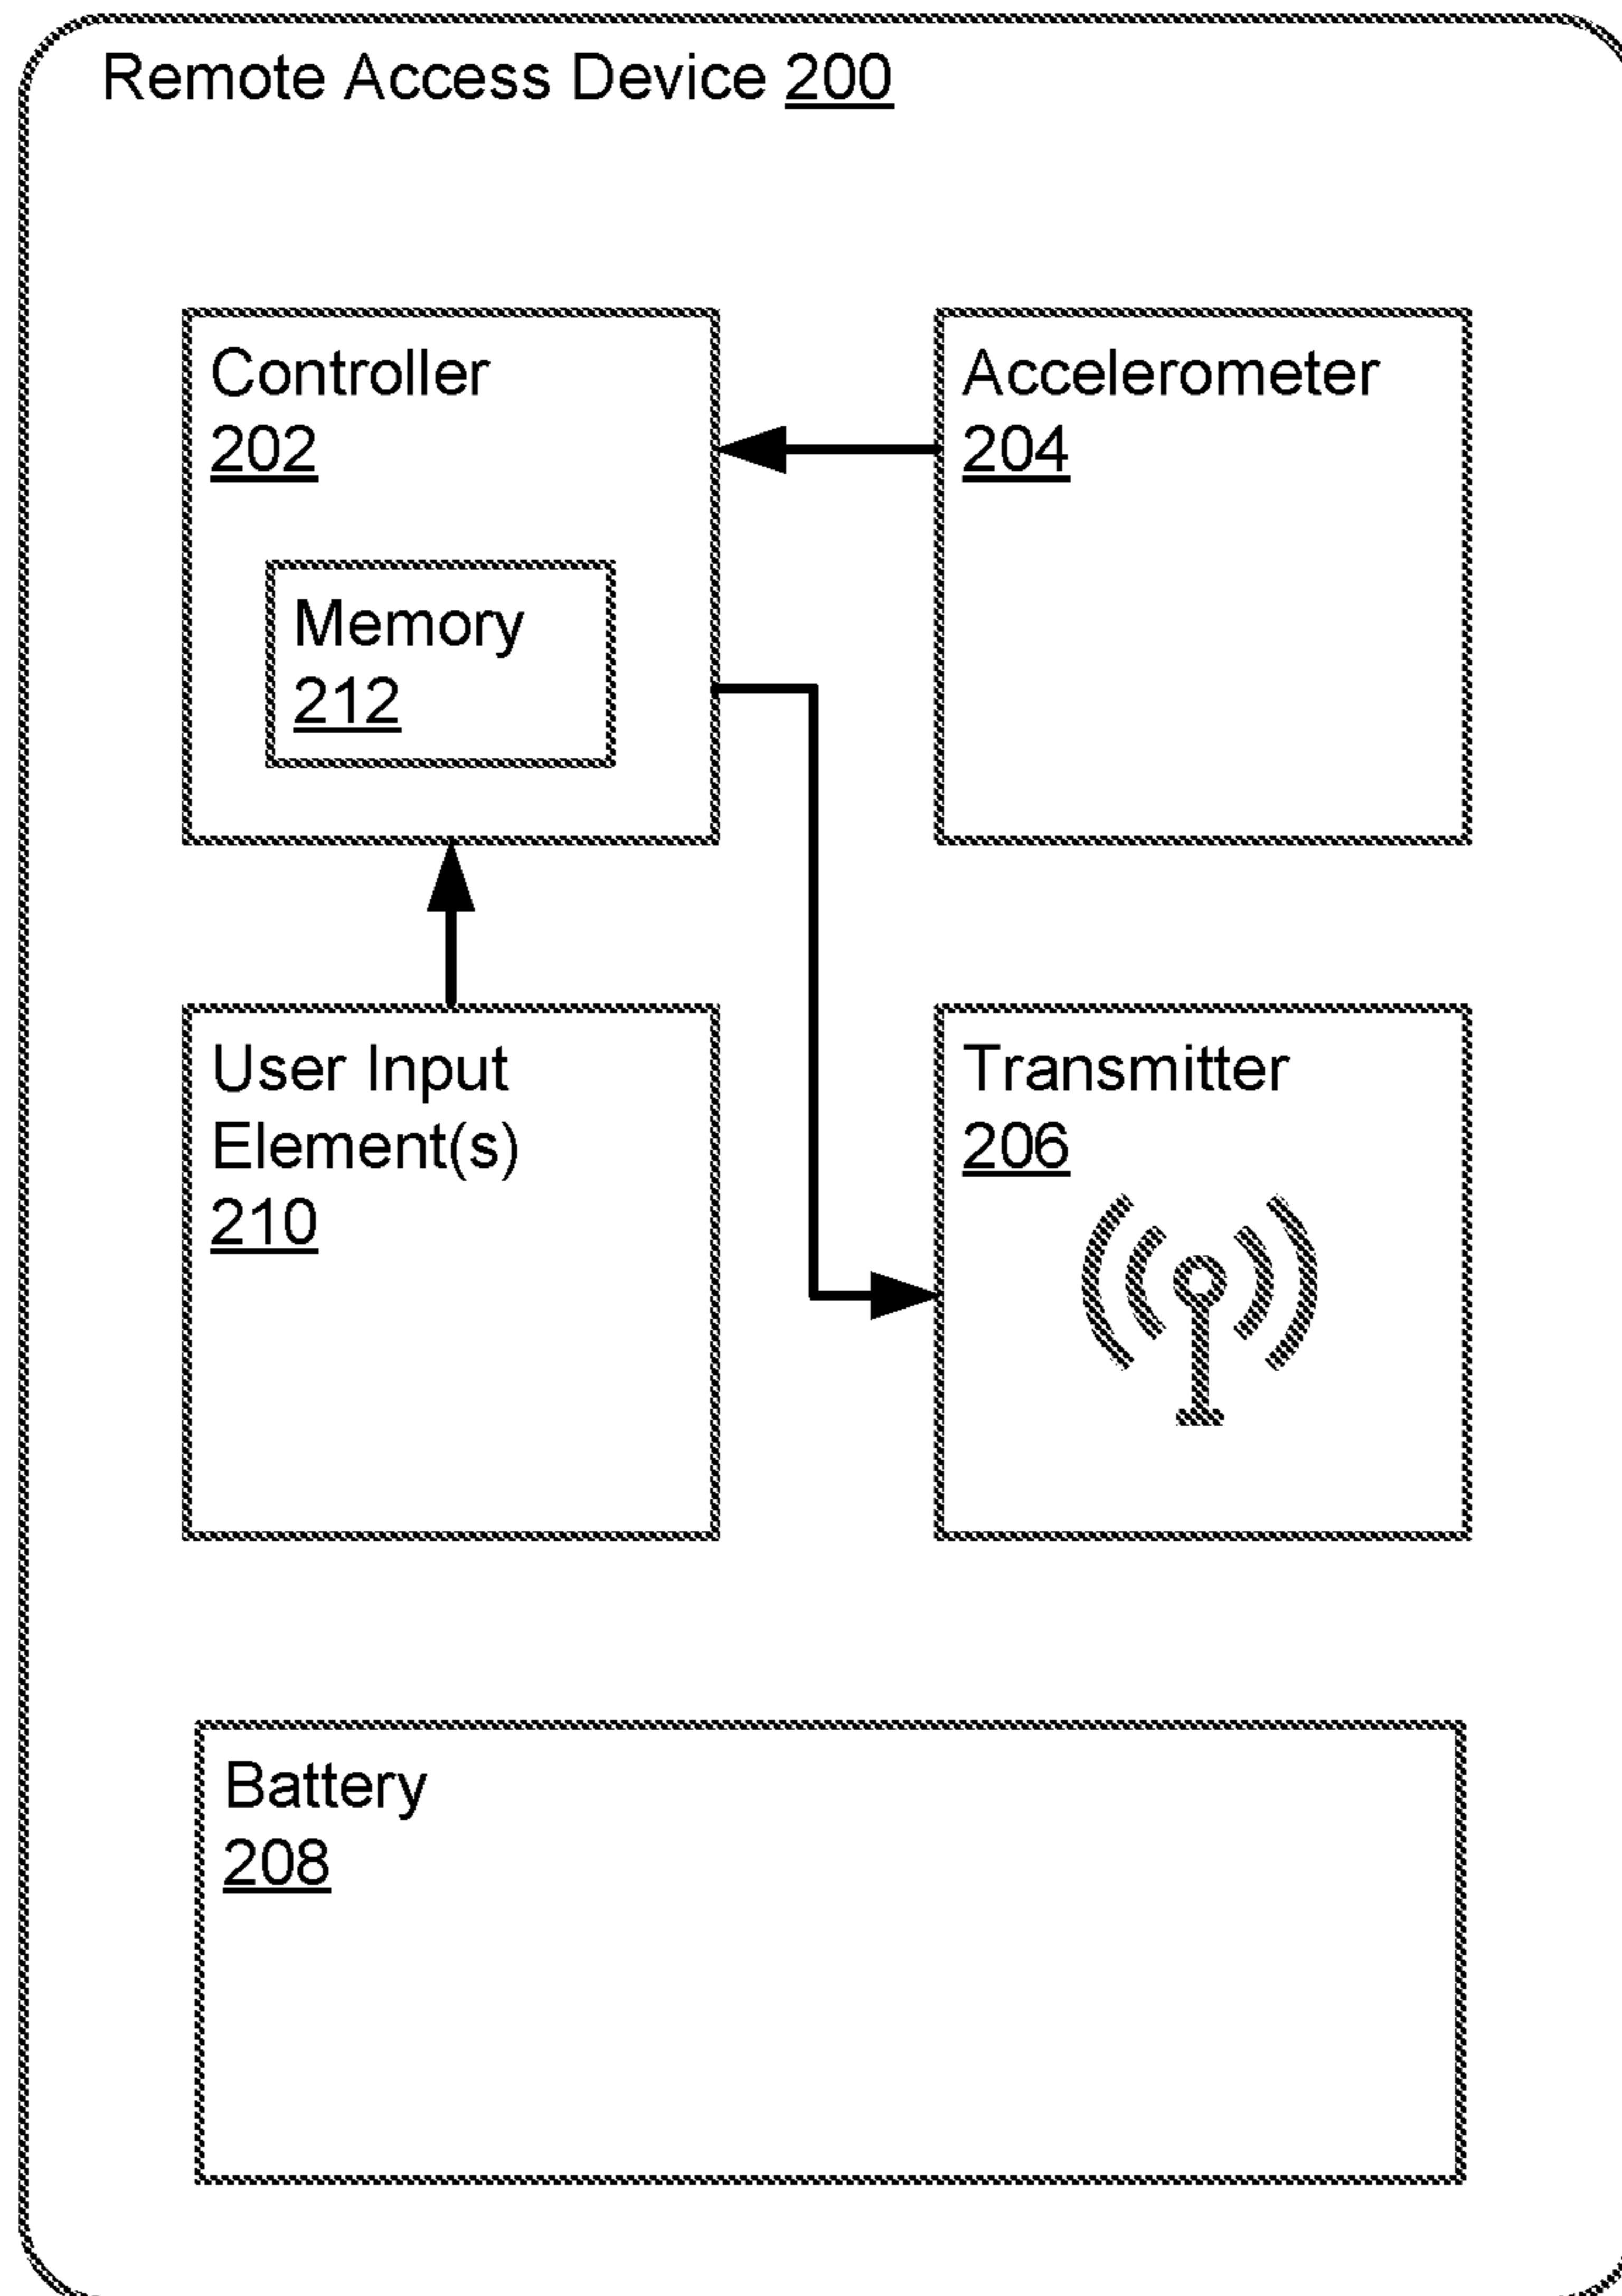 Remote Access Device 200
Controller
202
Accelerometer
204
Memory
212
User Input
Element(s)
210
Transmitter
206
Battery
208